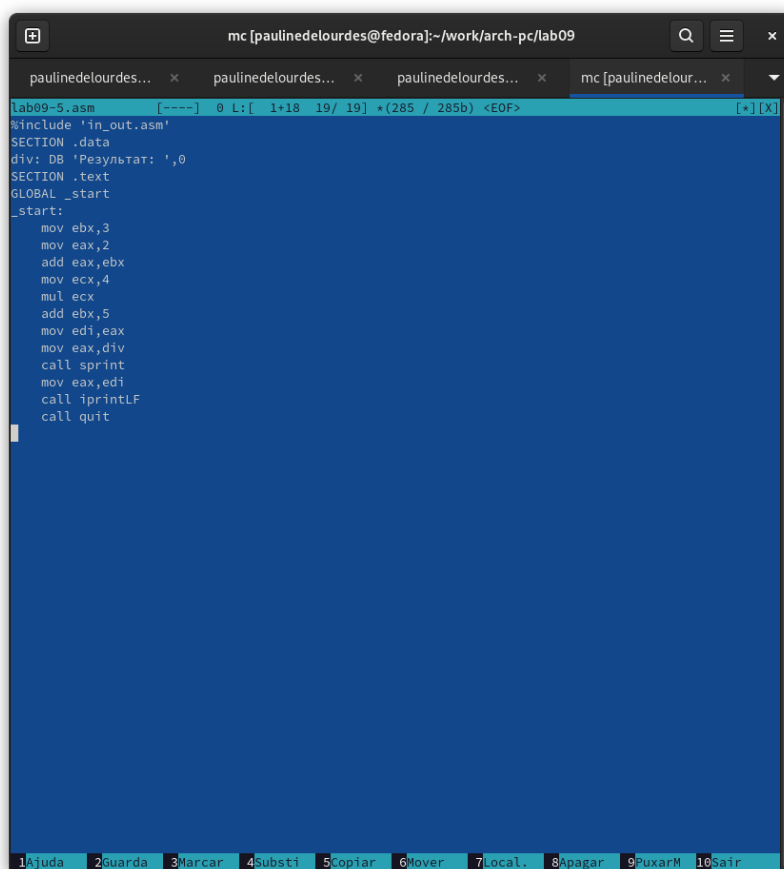 mc [paulinedelourdes@fedora]:~/work/arch-pc/lab09
paulinedelourdes... × paulinedelourdes... × paulinedelourdes... × mc [paulinedelour... ×
lab09-5.asm [----] 0 L:[ 1+18 19/ 19] *(285 / 285b) <EOF> [*][X]
%include 'in_out.asm'
SECTION .data
div: DB 'Результат: ',0
SECTION .text
GLOBAL _start
_start:
mov ebx,3
mov eax,2
add eax,ebx
mov ecx,4
mul ecx
add ebx,5
mov edi,eax
mov eax,div
call sprint
mov eax,edi
call iprintLF
call quit
1Ajuda 2Guarda 3Marcar 4Substi 5Copiar 6Mover 7Local. 8Apagar 9PuxarM 10Sair